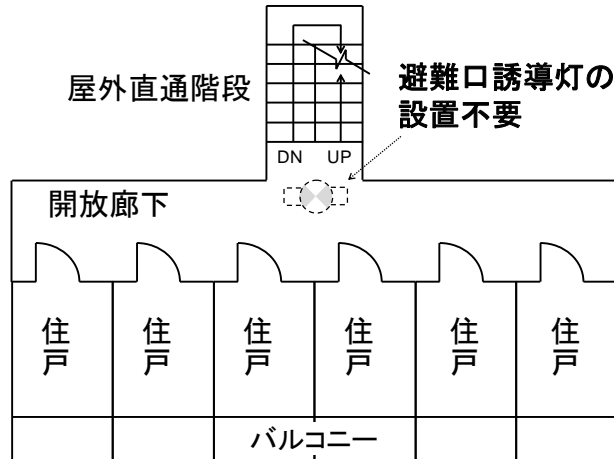 屋外直通階段
避難口誘導灯の
設置不要
DN UP
開放廊下
住戸
住戸
住戸
住戸
住戸
住戸
バルコニー